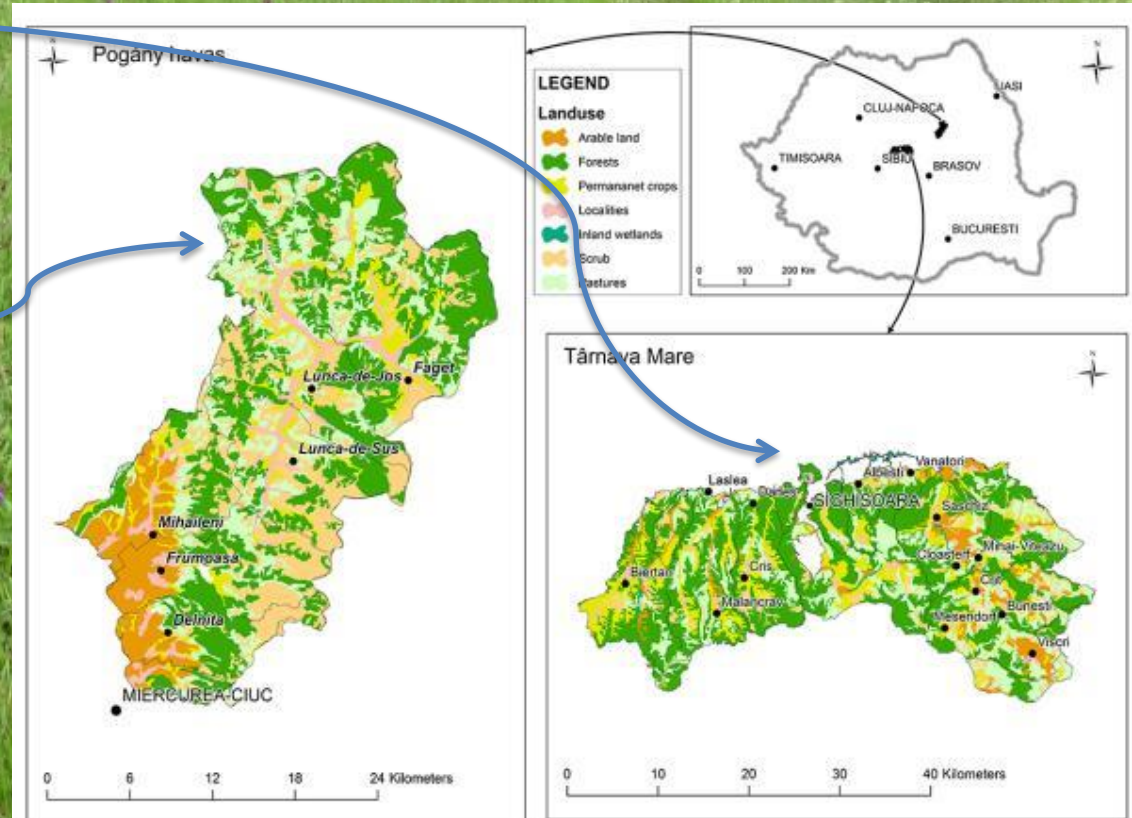 N
Pogány havas
Lunca-de-Jos
Faget
Lunca-de-Sus
Mihaileni
Frumoasa
Delnita
MIERCUREA-CIUC
0 6 12 18 24 Kilometers
LEGEND
Landuse
Arable land
Forests
Permananet crops
Localities
Inland wetlands
Scrub
Pastures
N
IASI
CLUJ-NAPOCA
TIMISOARA
SIBIU
BRASOV
BUCURESTI
0 100 200 Km
Târnava Mare
N
Laslea
Albesti
Vanatori
SIGHISOARA
Saschiz
Cloasterf
Mihai-Viteazu
Biertan
Cris
Crit
Malancrav
Mesendorf
Bunesti
Viscri
0 10 20 30 40 Kilometers